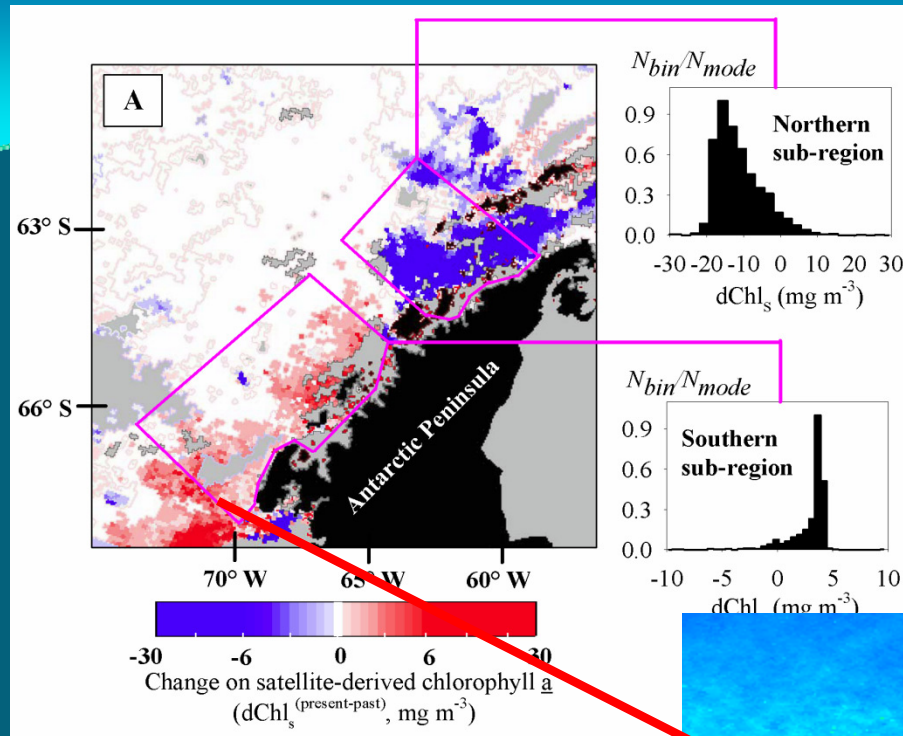 A
63° S
66° S
Antarctic Peninsula
70° W
65° W
60° W
-30
-6
0
6
30
Change on satellite-derived chlorophyll a
(dChls(present-past), mg m-3)
Nbin/Nmode
Northern
sub-region
0.9
0.6
0.3
0.0
-30
-20
-10
0
10
20
30
dChls (mg m-3)
Nbin/Nmode
Southern
sub-region
0.9
0.6
0.3
0.0
-10
-5
0
5
10
dChl (mg m-3)